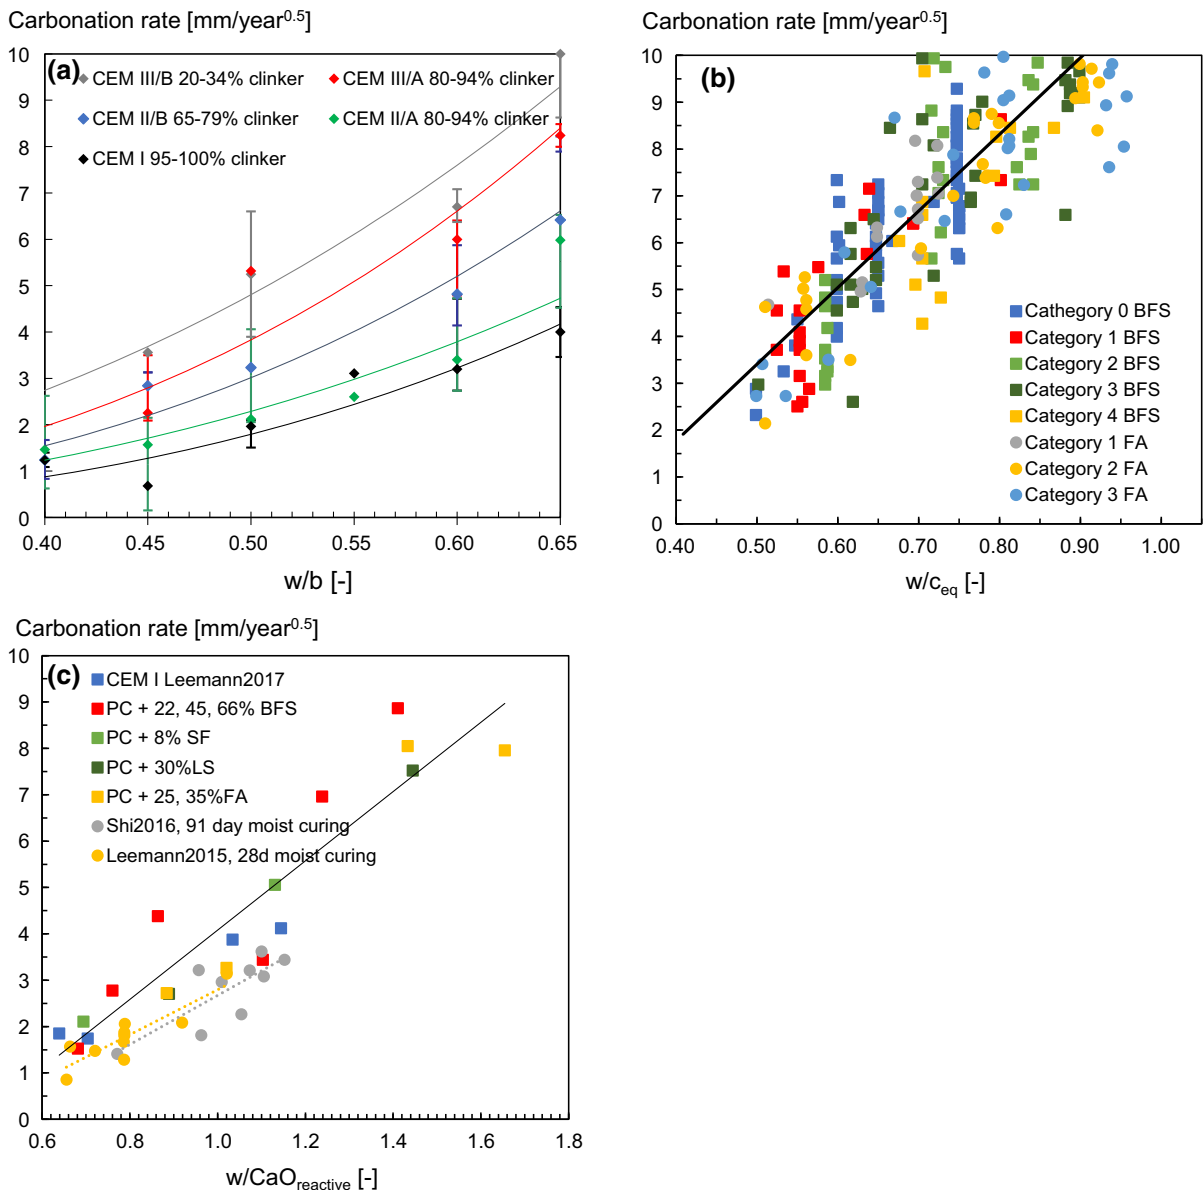 Carbonation rate [mm/year0.5]
10
9
8
7
6
5
4
3
2
1
0
(a)
CEM III/B 20-34% clinker
CEM III/A 80-94% clinker
CEM II/B 65-79% clinker
CEM II/A 80-94% clinker
CEM I 95-100% clinker
0.40 0.45 0.50 0.55 0.60 0.65
w/b [-]
Carbonation rate [mm/year0.5]
10
9
8
7
6
5
4
3
2
1
0
(b)
Cathegory 0 BFS
Category 1 BFS
Category 2 BFS
Category 3 BFS
Category 4 BFS
Category 1 FA
Category 2 FA
Category 3 FA
0.40 0.50 0.60 0.70 0.80 0.90 1.00
w/ceq [-]
Carbonation rate [mm/year0.5]
10
9
8
7
6
5
4
3
2
1
0
(c)
CEM I Leemann2017
PC + 22, 45, 66% BFS
PC + 8% SF
PC + 30%LS
PC + 25, 35%FA
Shi2016, 91 day moist curing
Leemann2015, 28d moist curing
0.6 0.8 1.0 1.2 1.4 1.6 1.8
w/CaOreactive [-]